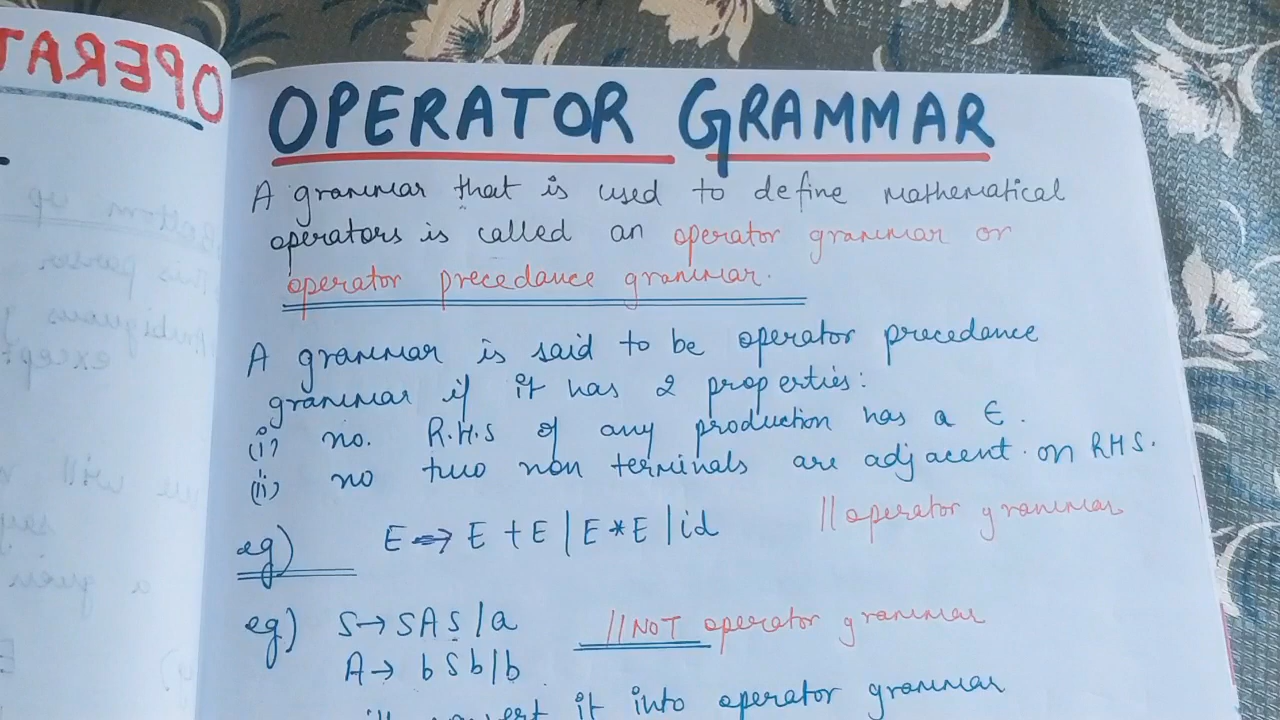 OPERATOR GRAMMAR
A grammar that is used to define mathematical
operators is called an operator grammar or
operator precedance grammar.
A grammar is said to be operator precedance
grammar if it has 2 properties:
(i) no. R.H.S of any production has a ϵ.
(ii) no two non terminals are adjacent on RHS.
eg) E → E + E | E * E | id //operator grammar
eg) S → SAS | a //NOT operator grammar
A → bSb | b
it into operator grammar